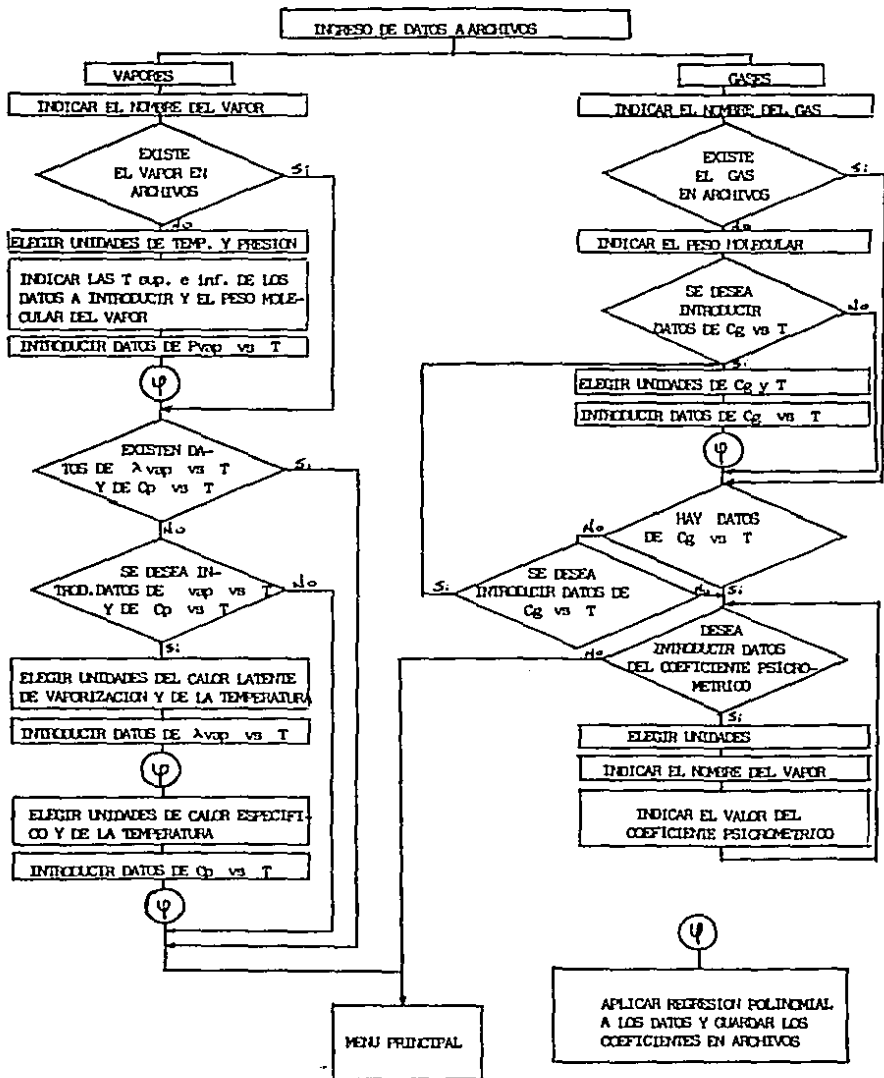 INGRESO DE DATOS A ARCHIVOS
VAPORES
INDICAR EL NOMBRE DEL VAPOR
EXISTE
EL VAPOR EN
ARCHIVOS
Si
No
ELEGIR UNIDADES DE TEMP. Y PRESION
INDICAR LAS T sup. e inf. DE LOS
DATOS A INTRODUCIR Y EL PESO MOLE-
CULAR DEL VAPOR
INTRODUCIR DATOS DE Pvap vs T
φ
EXISTEN DA-
TOS DE λvap vs T
Y DE Cp vs T
Si
No
SE DESEA IN-
TROD.DATOS DE vap vs T
Y DE Cp vs T
No
Si
ELEGIR UNIDADES DEL CALOR LATENTE
DE VAPORIZACION Y DE LA TEMPERATURA
INTRODUCIR DATOS DE λvap vs T
φ
ELEGIR UNIDADES DE CALOR ESPECIFI-
CO Y DE LA TEMPERATURA
INTRODUCIR DATOS DE Cp vs T
φ
GASES
INDICAR EL NOMBRE DEL GAS
EXISTE
EL GAS
EN ARCHIVOS
Si
No
INDICAR EL PESO MOLECULAR
SE DESEA
INTRODUCIR
DATOS DE Cg vs T
No
Si
ELEGIR UNIDADES DE Cg y T
INTRODUCIR DATOS DE Cg vs T
φ
HAY DATOS
DE Cg vs T
No
Si
SE DESEA
INTRODUCIR DATOS DE
Cg vs T
Si
No
DESEA
INTRODUCIR DATOS
DEL COEFICIENTE PSICRO-
METRICO
No
Si
ELEGIR UNIDADES
INDICAR EL NOMBRE DEL VAPOR
INDICAR EL VALOR DEL
COEFICIENTE PSICROMETRICO
MENU PRINCIPAL
φ
APLICAR REGRESION POLINOMIAL
A LOS DATOS Y GUARDAR LOS
COEFICIENTES EN ARCHIVOS